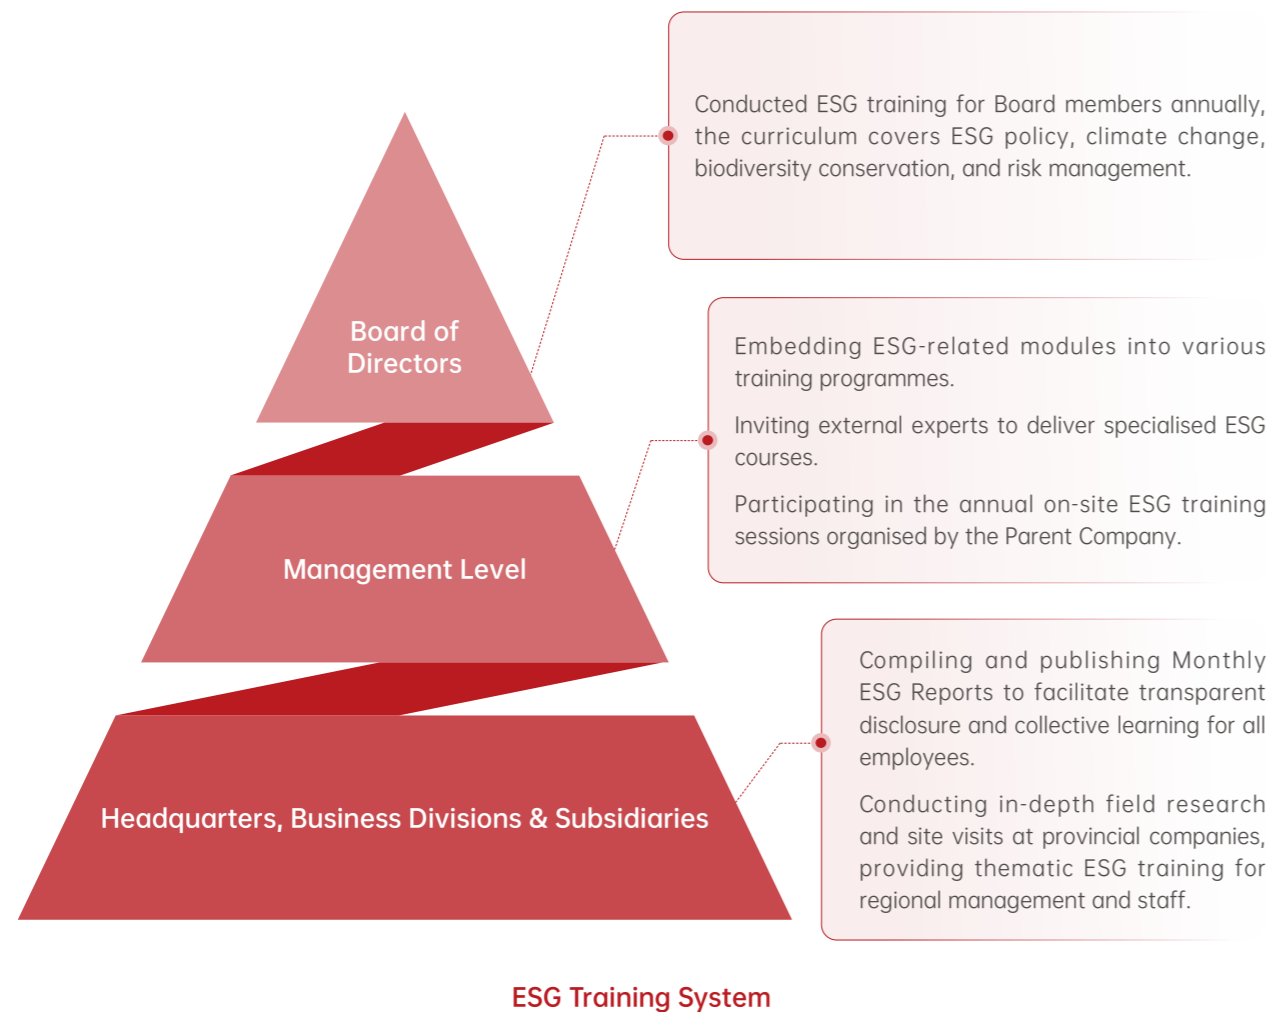 Conducted ESG training for Board members annually,
the curriculum covers ESG policy, climate change,
biodiversity conservation, and risk management.
Board of
Directors
Embedding ESG-related modules into various
training programmes.
Inviting external experts to deliver specialised ESG
courses.
Participating in the annual on-site ESG training
sessions organised by the Parent Company.
Management Level
Compiling and publishing Monthly
ESG Reports to facilitate transparent
disclosure and collective learning for all
employees.
Conducting in-depth field research
and site visits at provincial companies,
providing thematic ESG training for
regional management and staff.
Headquarters, Business Divisions & Subsidiaries
ESG Training System